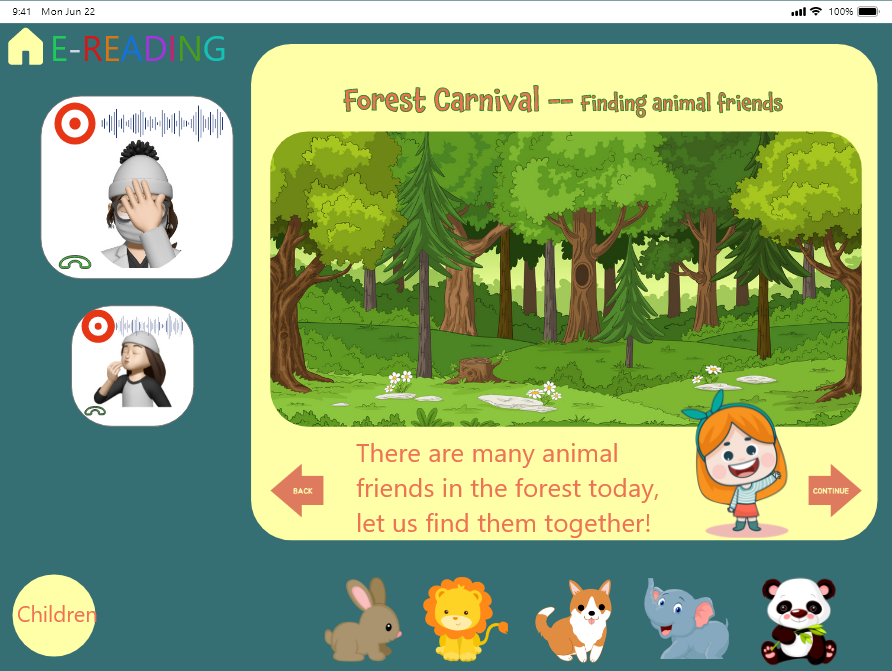 9:41 Mon Jun 22
100%
E-READING
Forest Carnival -- Finding animal friends
There are many animal
friends in the forest today,
let us find them together!
BACK
CONTINUE
Children